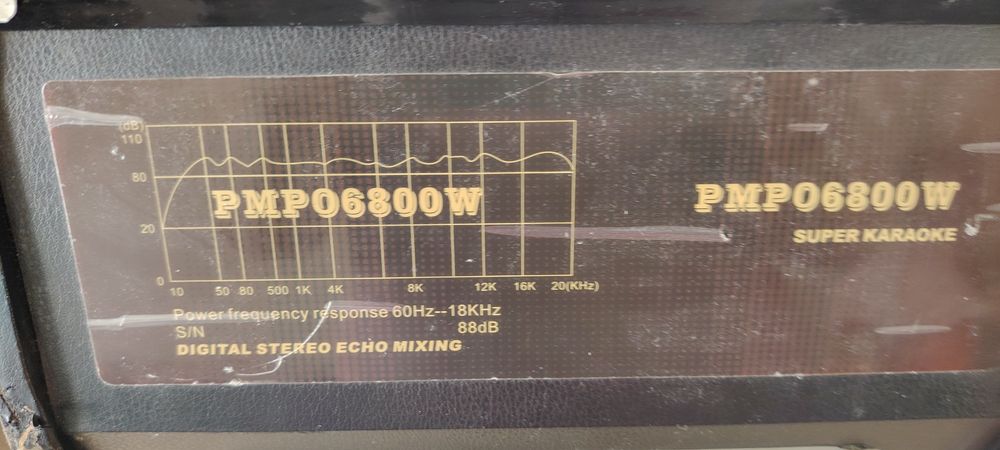 (dB)
110
80
20
0
PMPO6800W
10 50 80 500 1K 4K 8K 12K 16K 20(KHz)
Power frequency response 60Hz--18KHz
S/N 88dB
DIGITAL STEREO ECHO MIXING
PMPO6800W
SUPER KARAOKE